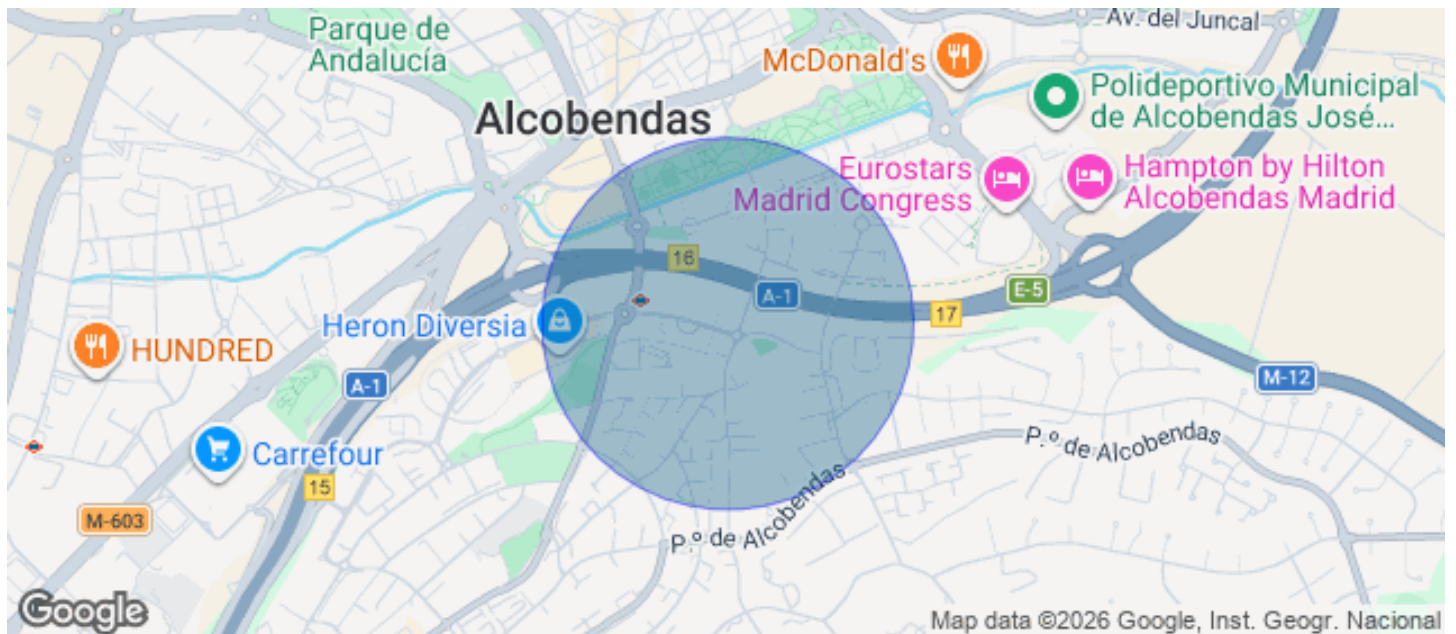 Av. del Juncal
Parque de
Andalucía
McDonald's
Polideportivo Municipal
de Alcobendas José...
Alcobendas
Eurostars
Madrid Congress
Hampton by Hilton
Alcobendas Madrid
16
A-1
E-5
17
Heron Diversia
HUNDRED
A-1
M-12
P.º de Alcobendas
Carrefour
15
M-603
P.º de Alcobendas
Google
Map data ©2026 Google, Inst. Geogr. Nacional